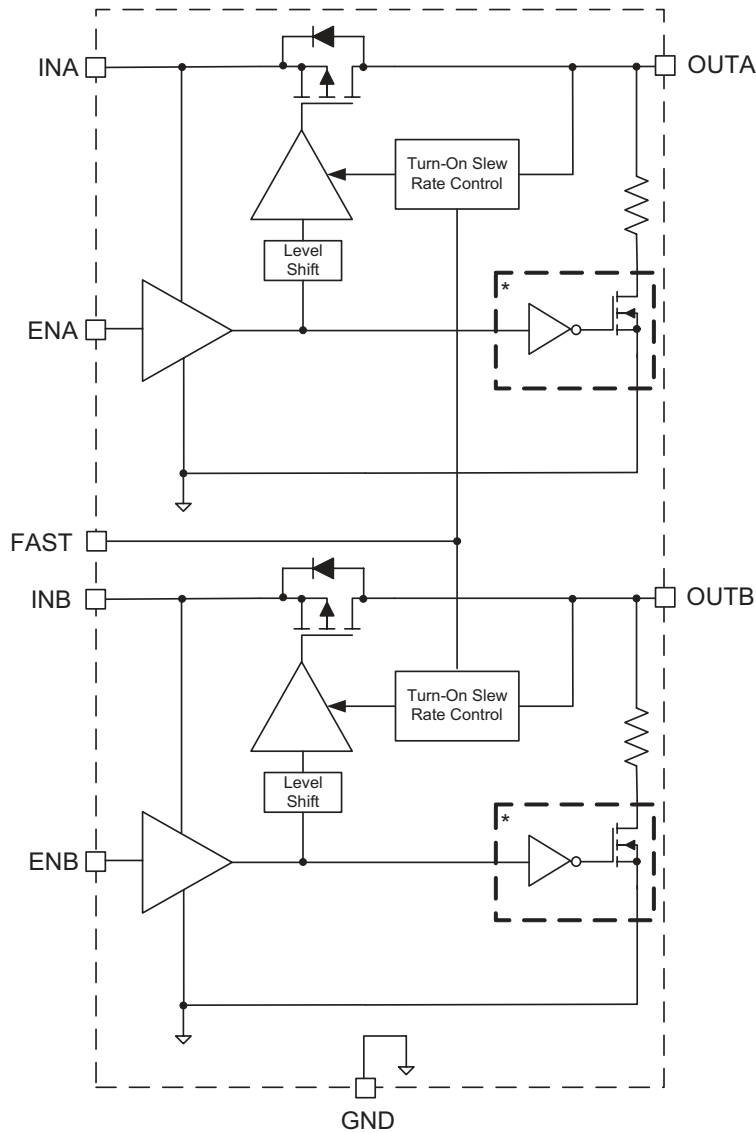 INA
OUTA
Turn-On Slew
Rate Control
Level
Shift
*
ENA
FAST
INB
OUTB
Turn-On Slew
Rate Control
Level
Shift
*
ENB
GND